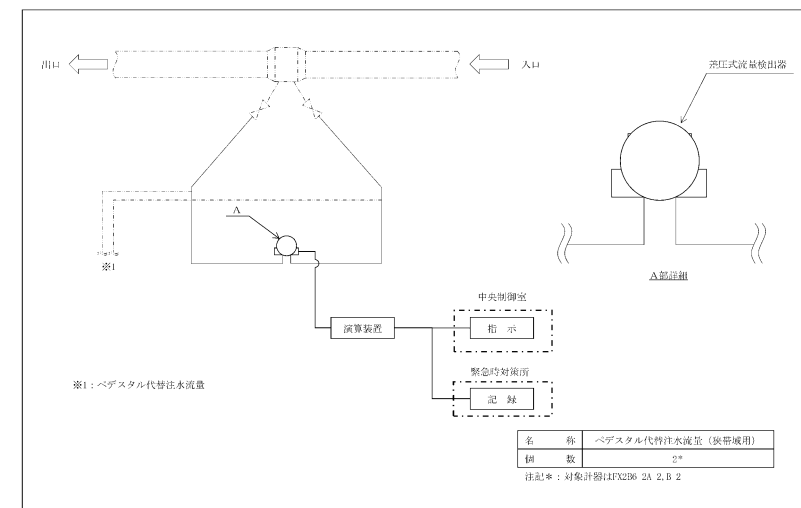 出口
入口
差圧式流量検出器
A
※1
A部詳細
中央制御室
演算装置
指 示
緊急時対策所
記 録
※1：ペデスタル代替注水流量
名 称 ペデスタル代替注水流量（狭帯域用）
個 数 2*
注記＊：対象計器はFX2B6 2A 2,B 2